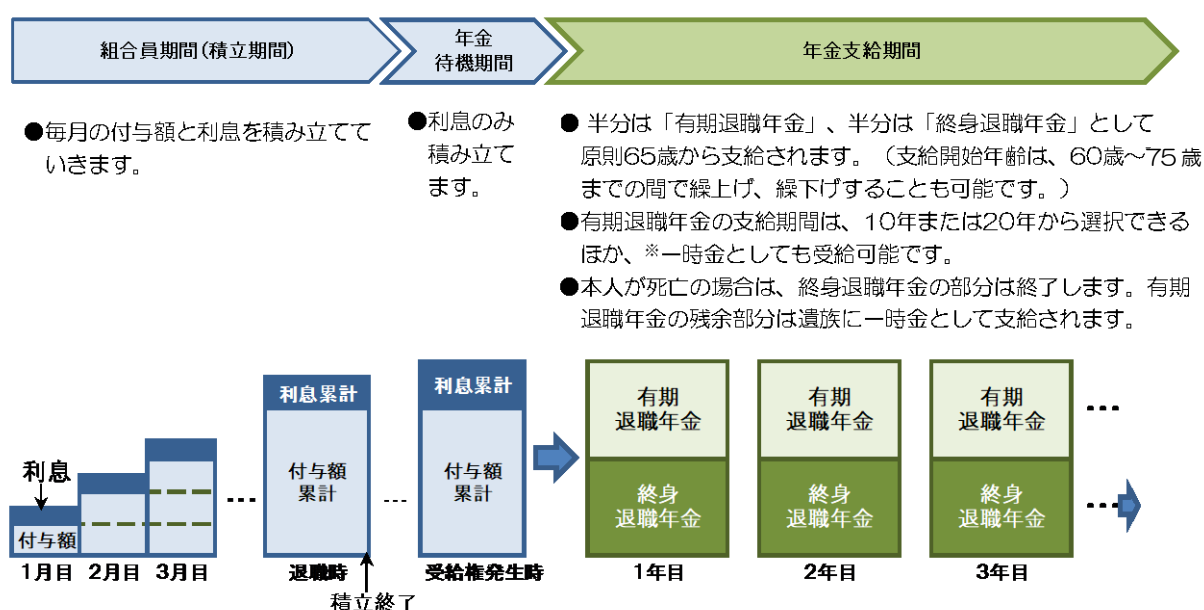 組合員期間(積立期間)
年金
待機期間
年金支給期間
●毎月の付与額と利息を積み立てて
いきます。
●利息のみ
積み立て
ます。
● 半分は「有期退職年金」、半分は「終身退職年金」として
原則65歳から支給されます。（支給開始年齢は、60歳～75歳
までの間で繰上げ、繰下げすることも可能です。）
●有期退職年金の支給期間は、10年または20年から選択できる
ほか、※一時金としても受給可能です。
●本人が死亡の場合は、終身退職年金の部分は終了します。有期
退職年金の残余部分は遺族に一時金として支給されます。
利息
付与額
1月目
2月目
3月目
…
利息累計
付与額
累計
退職時
積立終了
…
利息累計
付与額
累計
受給権発生時
有期
退職年金
終身
退職年金
1年目
有期
退職年金
終身
退職年金
2年目
有期
退職年金
終身
退職年金
3年目
…
…